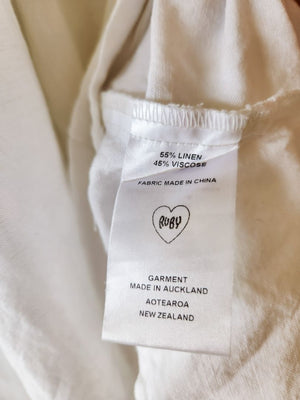 55% LINEN
45% VISCOSE
FABRIC MADE IN CHINA
RUBY
GARMENT
MADE IN AUCKLAND
AOTEAROA
NEW ZEALAND